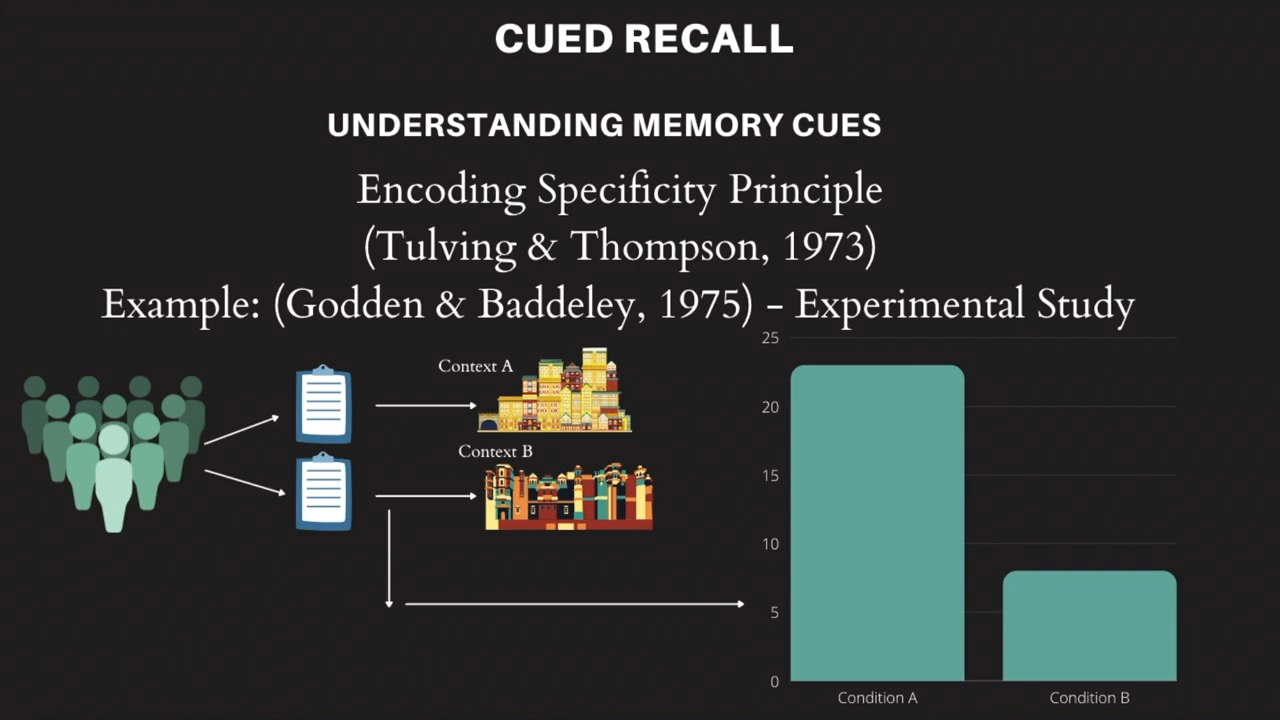 CUED RECALL
UNDERSTANDING MEMORY CUES
Encoding Specificity Principle
(Tulving & Thompson, 1973)
Example: (Godden & Baddeley, 1975) – Experimental Study
Context A
Context B
25
20
15
10
5
0
Condition A
Condition B